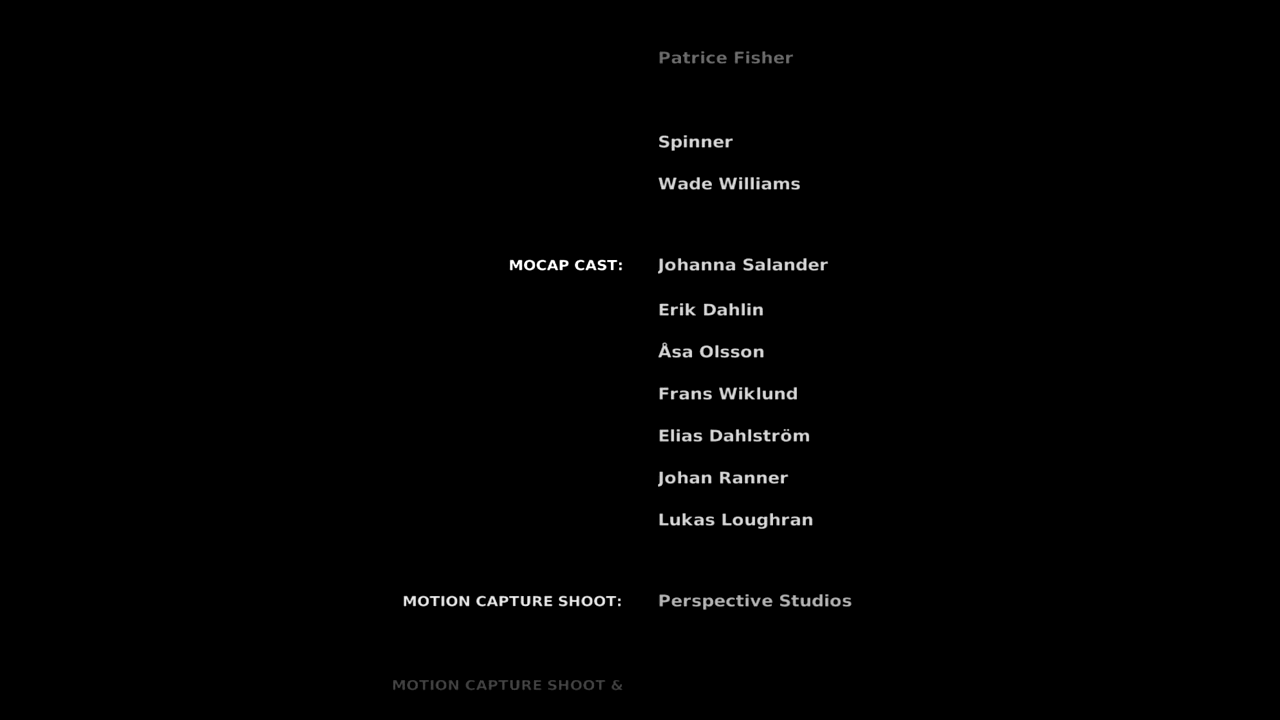 Patrice Fisher
Spinner
Wade Williams
MOCAP CAST: Johanna Salander
Erik Dahlin
Åsa Olsson
Frans Wiklund
Elias Dahlström
Johan Ranner
Lukas Loughran
MOTION CAPTURE SHOOT: Perspective Studios
MOTION CAPTURE SHOOT &